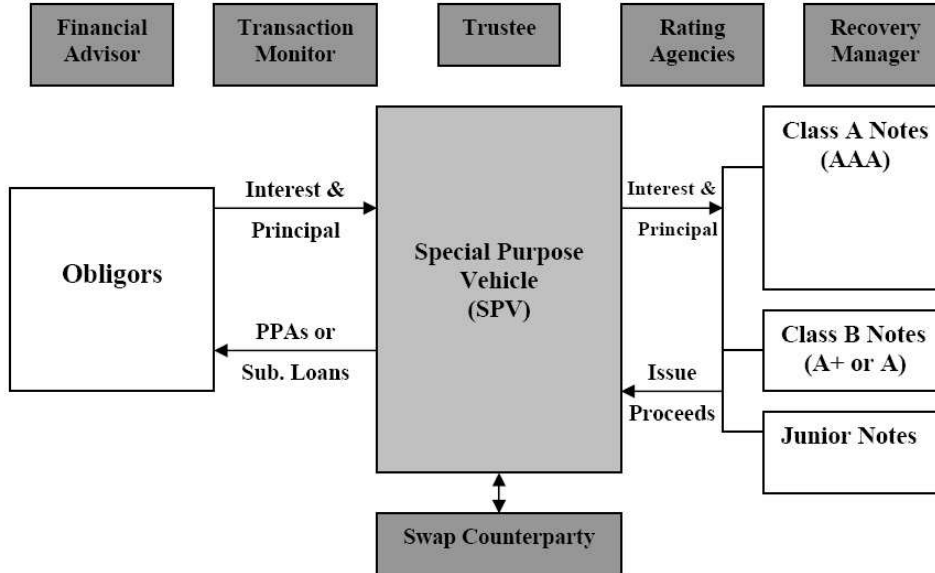 Financial
Advisor
Transaction
Monitor
Trustee
Rating
Agencies
Recovery
Manager
Class A Notes
(AAA)
Interest &
Principal
Interest &
Principal
Obligors
Special Purpose
Vehicle
(SPV)
PPAs or
Sub. Loans
Issue
Proceeds
Class B Notes
(A+ or A)
Junior Notes
Swap Counterparty